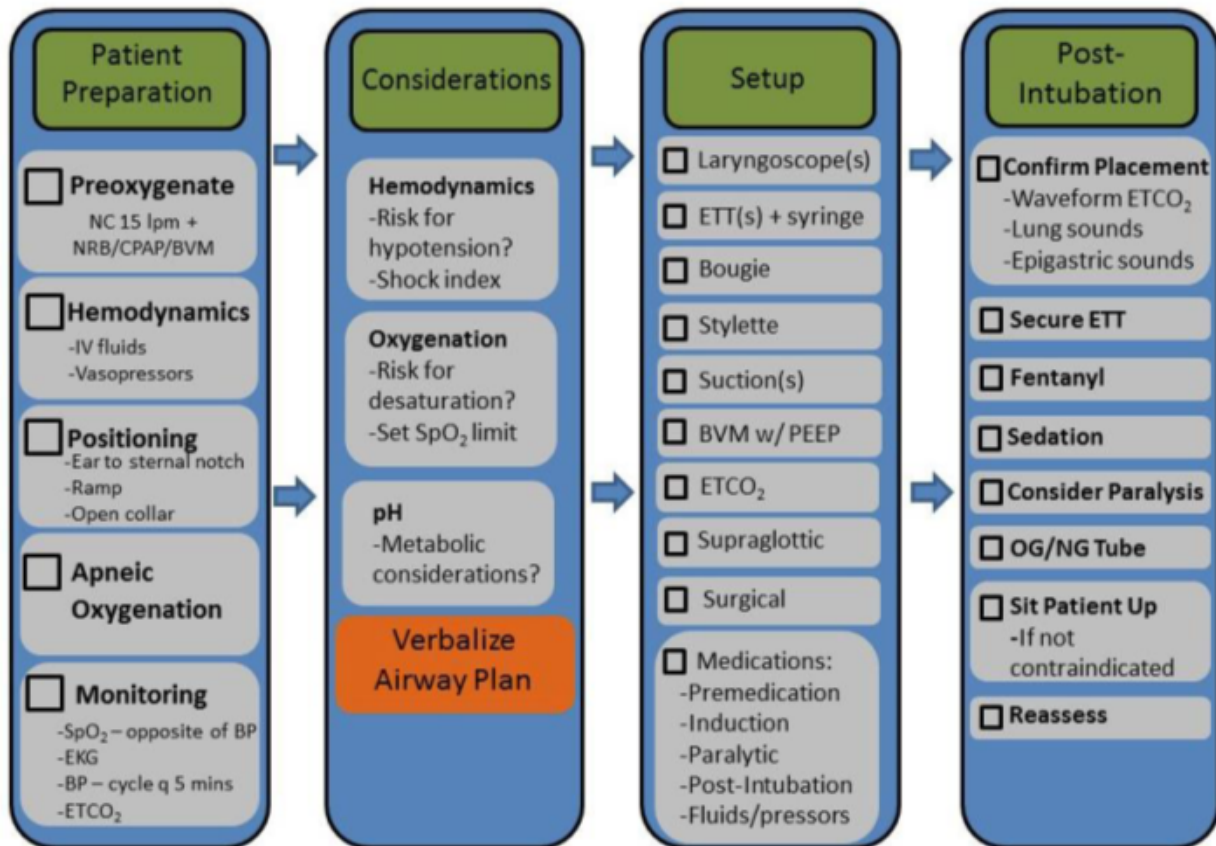 Patient
Preparation
Preoxygenate
NC 15 lpm +
NRB/CPAP/BVM
Hemodynamics
-IV fluids
-Vasopressors
Positioning
-Ear to sternal notch
-Ramp
-Open collar
Apneic
Oxygenation
Monitoring
-SpO₂ – opposite of BP
-EKG
-BP – cycle q 5 mins
-ETCO₂
Considerations
Hemodynamics
-Risk for
hypotension?
-Shock index
Oxygenation
-Risk for
desaturation?
-Set SpO₂ limit
pH
-Metabolic
considerations?
Verbalize
Airway Plan
Setup
Laryngoscope(s)
ETT(s) + syringe
Bougie
Stylette
Suction(s)
BVM w/ PEEP
ETCO₂
Supraglottic
Surgical
Medications:
-Premedication
-Induction
-Paralytic
-Post-Intubation
-Fluids/pressors
Post-
Intubation
Confirm Placement
-Waveform ETCO₂
-Lung sounds
-Epigastric sounds
Secure ETT
Fentanyl
Sedation
Consider Paralysis
OG/NG Tube
Sit Patient Up
-If not
contraindicated
Reassess